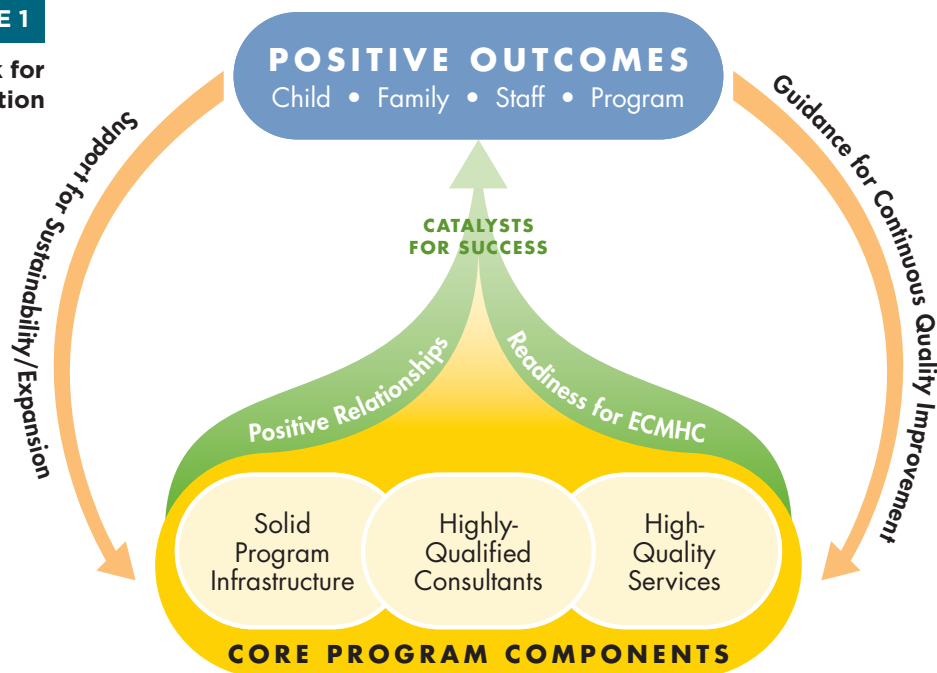 E 1
k for
tion
POSITIVE OUTCOMES
Child • Family • Staff • Program
Support for Sustainability/Expansion
Guidance for Continuous Quality Improvement
CATALYSTS
FOR SUCCESS
Positive Relationships
Readiness for ECMHC
Solid
Program
Infrastructure
Highly-
Qualified
Consultants
High-
Quality
Services
CORE PROGRAM COMPONENTS